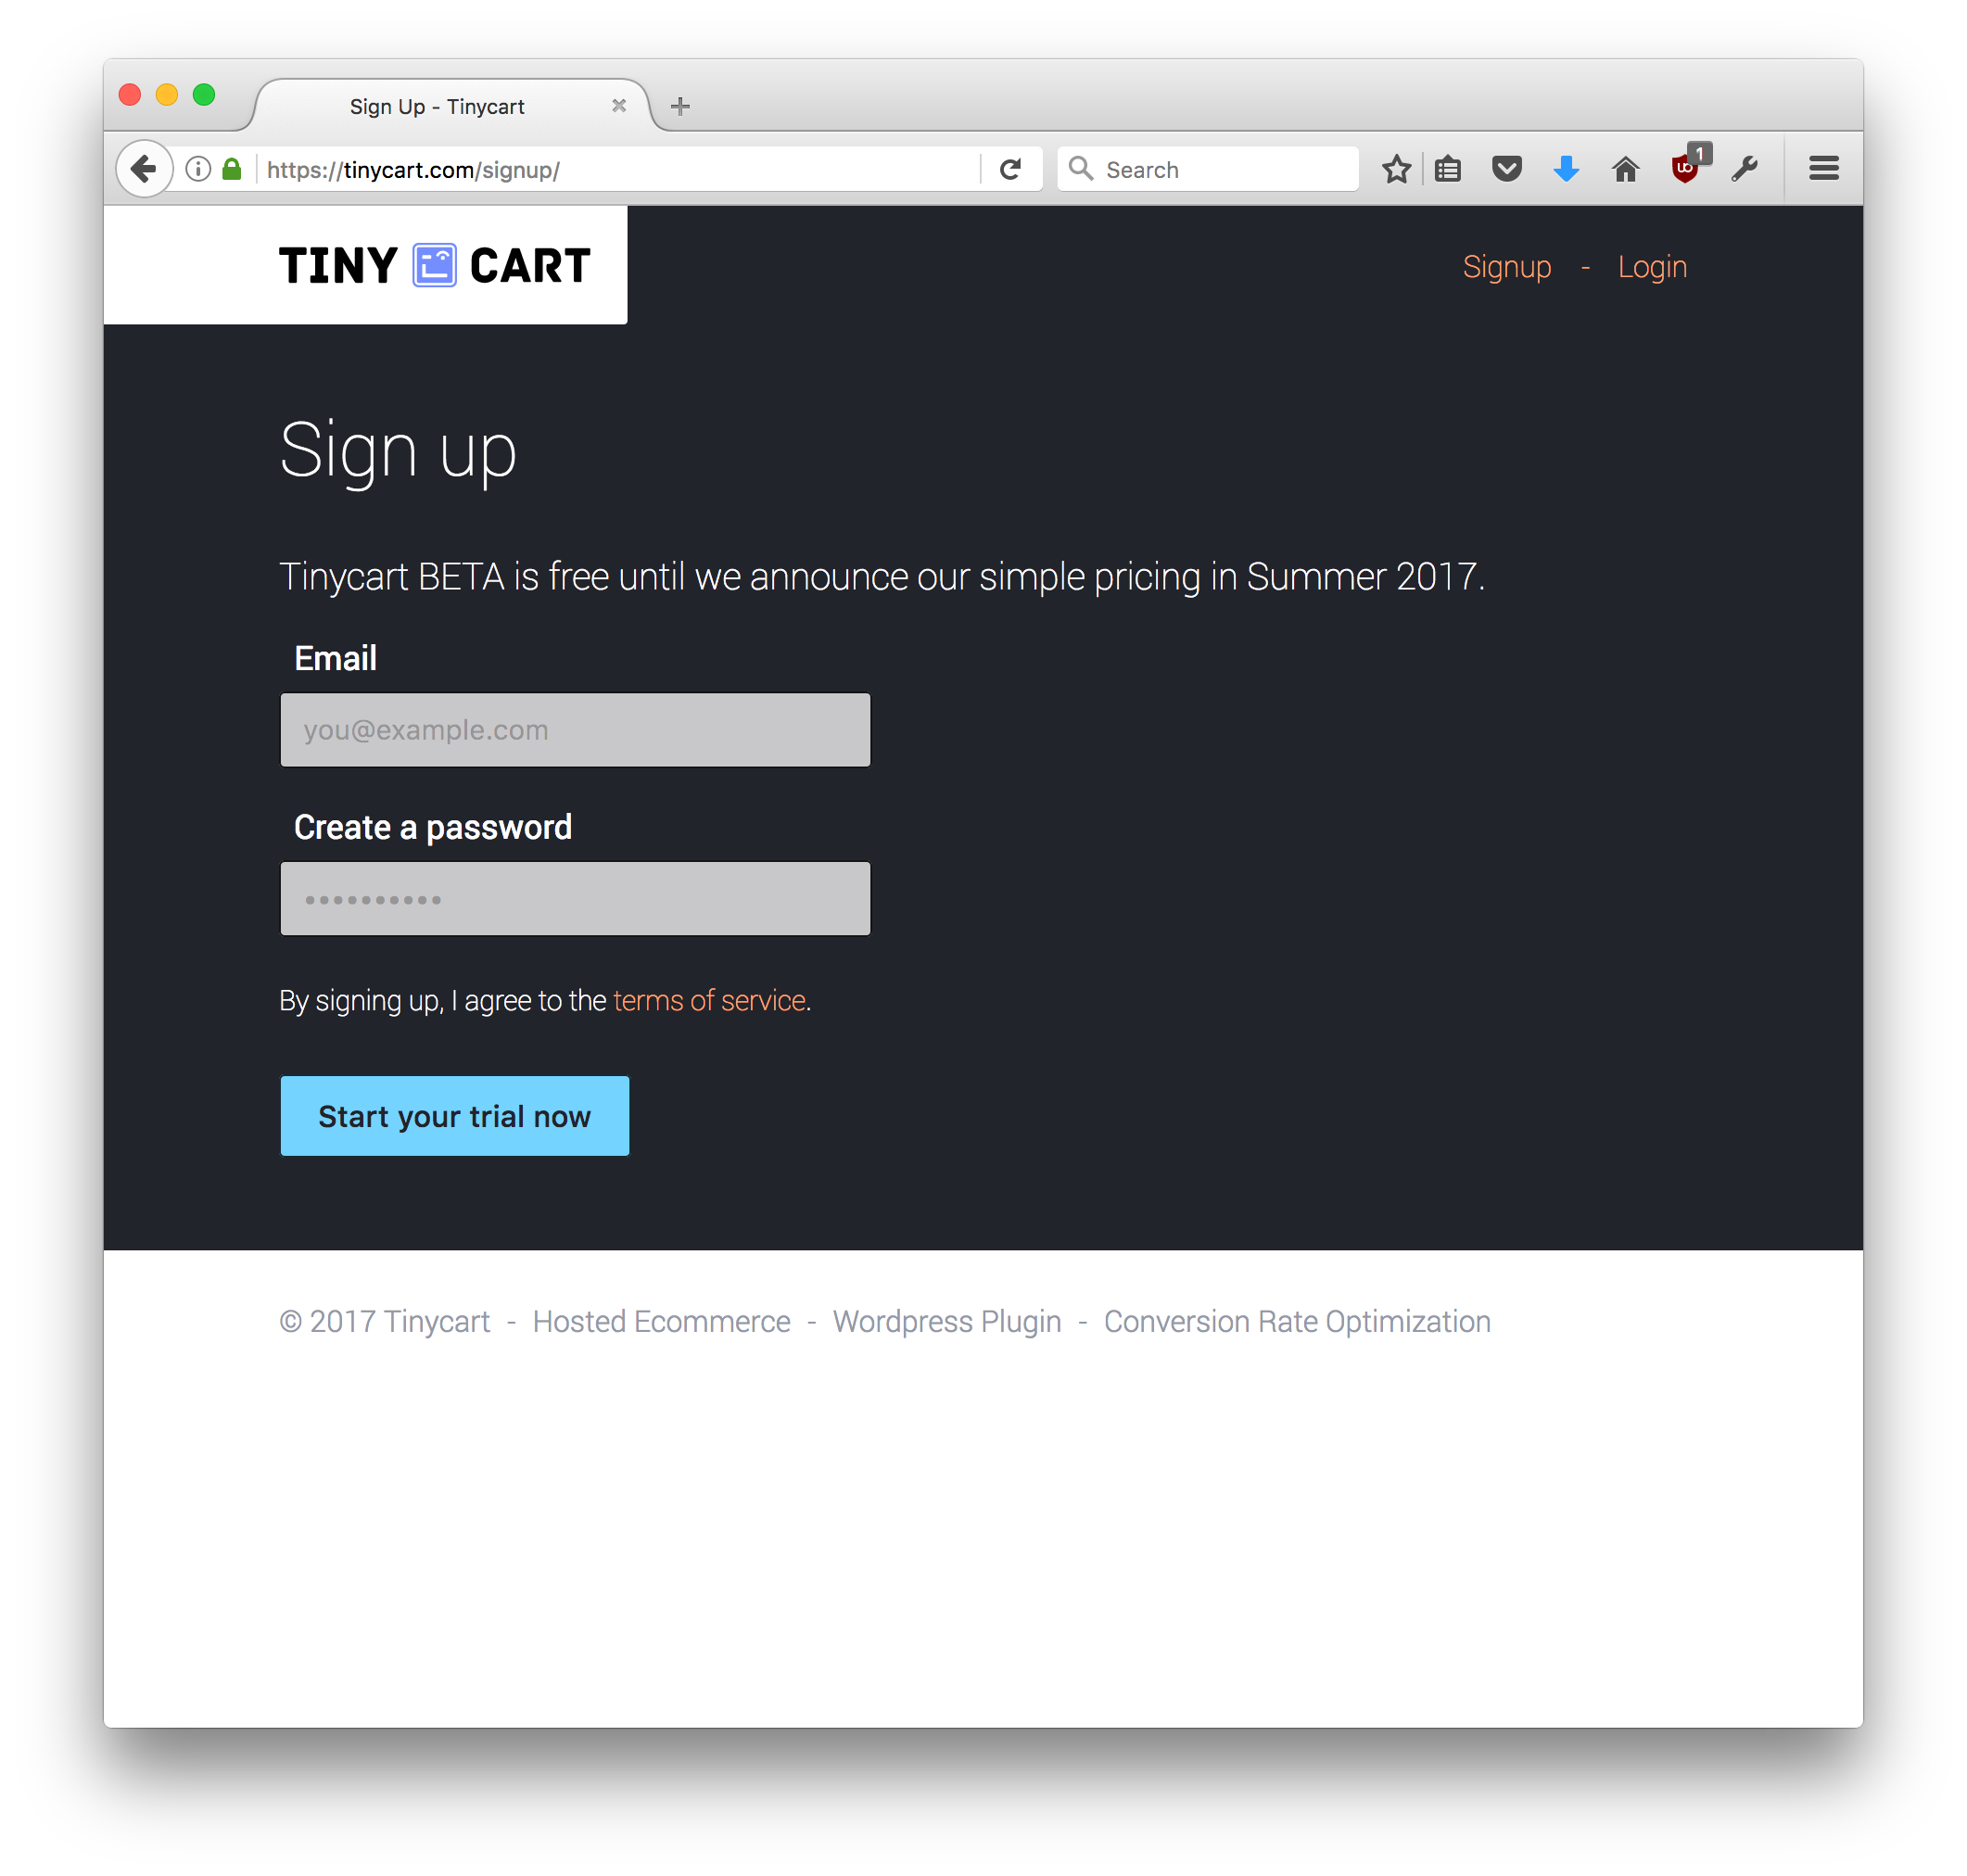 Sign Up - Tinycart
https://tinycart.com/signup/
Search
1
TINY CART
Signup - Login
Sign up
Tinycart BETA is free until we announce our simple pricing in Summer 2017.
Email
you@example.com
Create a password
••••••••••
By signing up, I agree to the terms of service.
Start your trial now
© 2017 Tinycart - Hosted Ecommerce - Wordpress Plugin - Conversion Rate Optimization